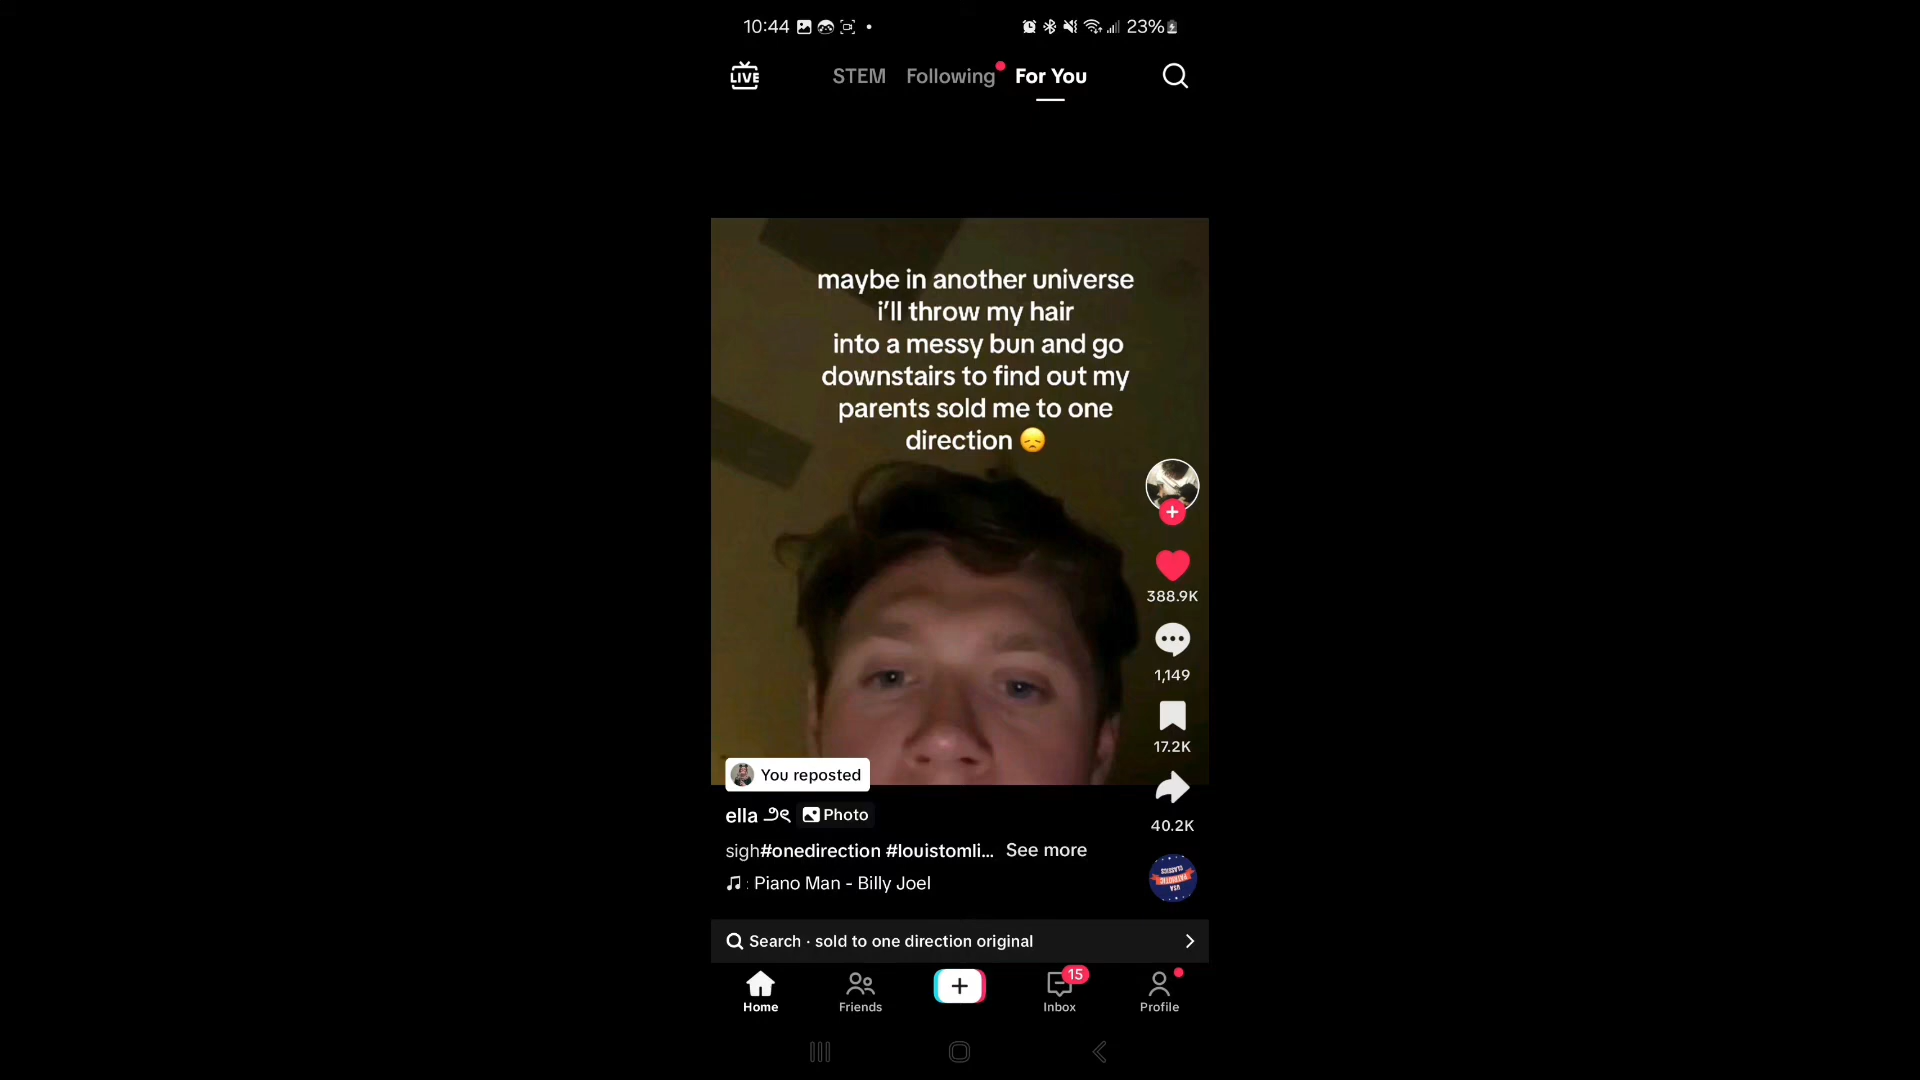 10:44
23%
LIVE
STEM Following For You
maybe in another universe
i’ll throw my hair
into a messy bun and go
downstairs to find out my
parents sold me to one
direction 😞
388.9K
1,149
17.2K
You reposted
40.2K
ella Photo
sigh#onedirection #louistomli... See more
: Piano Man - Billy Joel
USA
PATRIOTIC
CLASSICS
Search · sold to one direction original
15
Home Friends Inbox Profile